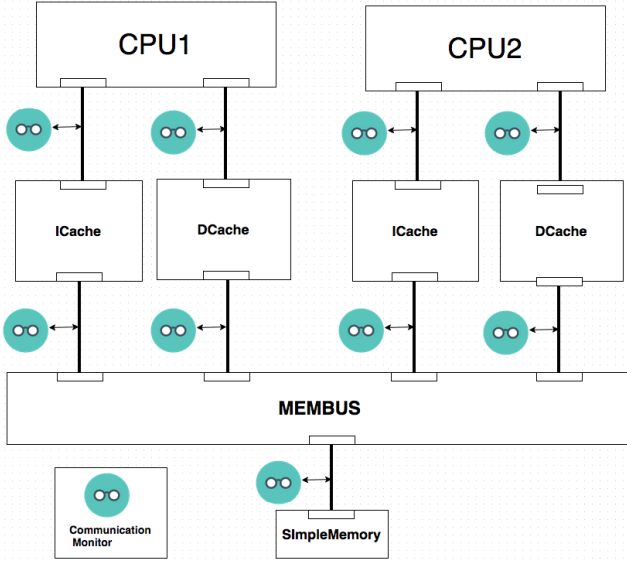 CPU1
CPU2
ICache
DCache
ICache
DCache
MEMBUS
SImpleMemory
Communication
Monitor